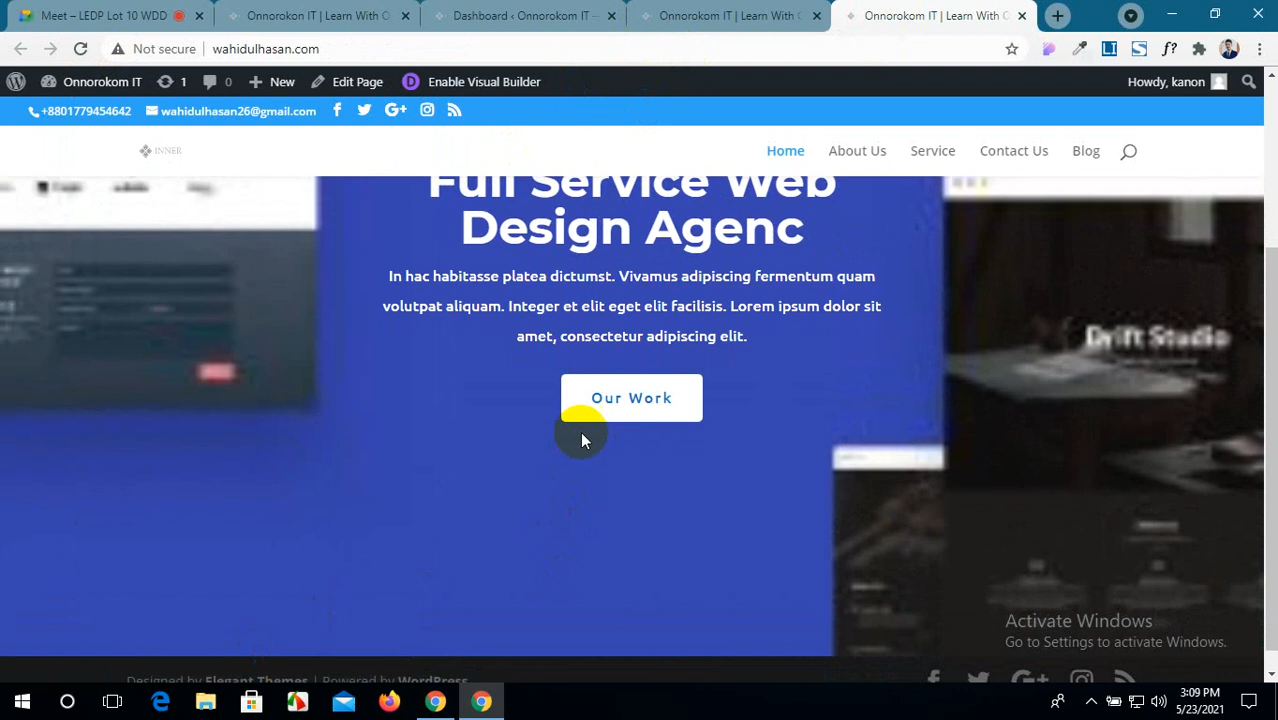 Meet – LEDP Lot 10 WDD
Onnorokon IT | Learn With O
Dashboard ‹ Onnorokom IT —
Onnorokom IT | Learn With O
Onnorokom IT | Learn With O
Not secure
wahidulhasan.com
Onnorokom IT
1
0
New
Edit Page
D Enable Visual Builder
Howdy, kanon
+8801779454642
wahidulhasan26@gmail.com
INNER
Home
About Us
Service
Contact Us
Blog
Full Service Web
Design Agenc
In hac habitasse platea dictumst. Vivamus adipiscing fermentum quam
volutpat aliquam. Integer et elit eget elit facilisis. Lorem ipsum dolor sit
amet, consectetur adipiscing elit.
Our Work
Drift Studio
Activate Windows
Go to Settings to activate Windows.
Designed by Elegant Themes | Powered by WordPress
3:09 PM
5/23/2021